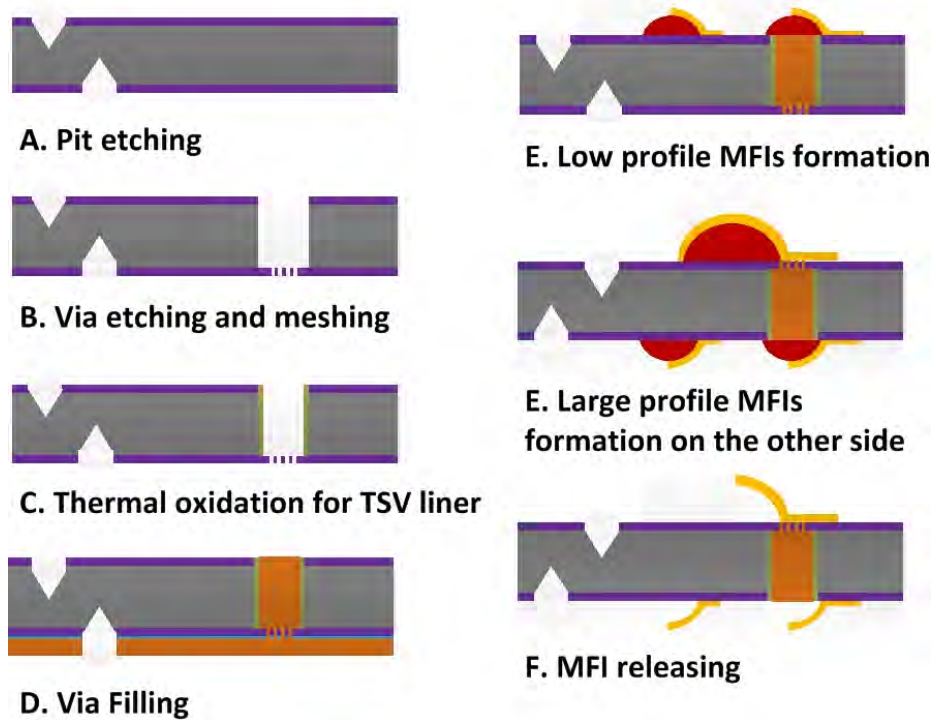 A. Pit etching
B. Via etching and meshing
C. Thermal oxidation for TSV liner
D. Via Filling
E. Low profile MFIs formation
E. Large profile MFIs
formation on the other side
F. MFI releasing